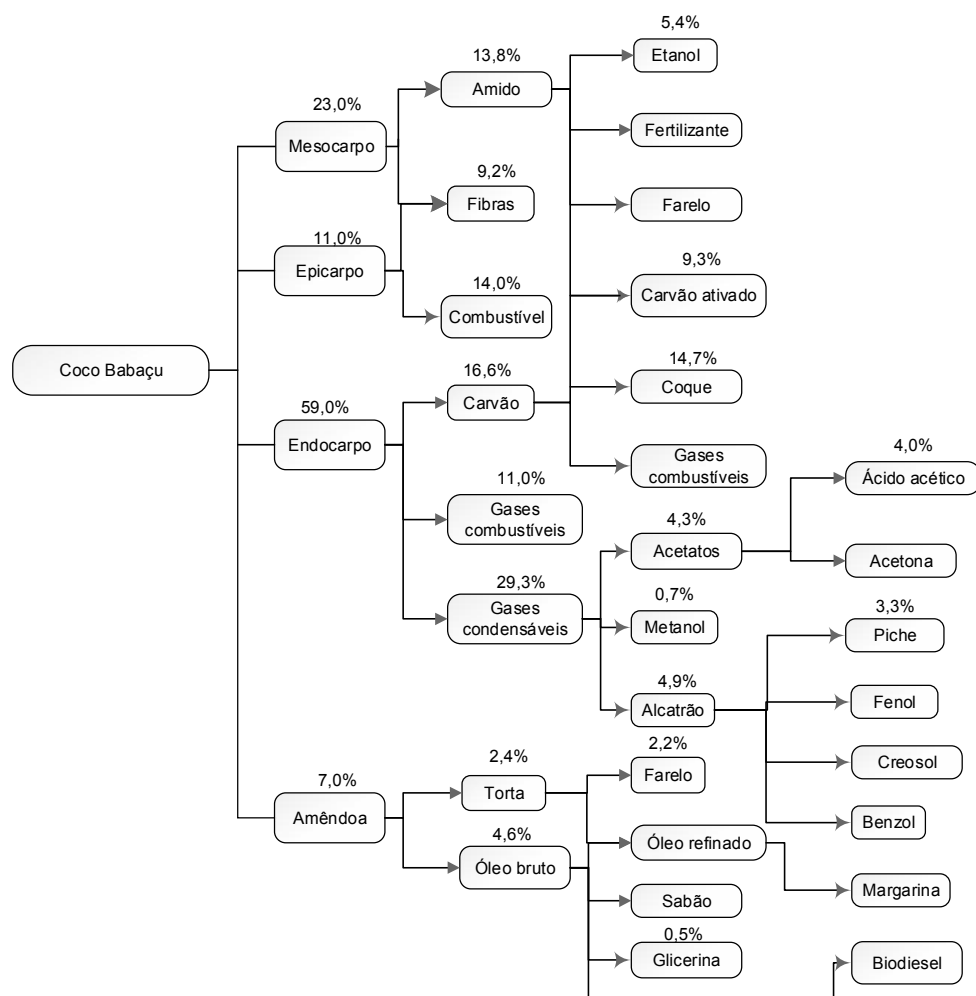 5,4%
Etanol
13,8%
Amido
23,0%
Mesocarpo
Fertilizante
9,2%
Fibras
Farelo
11,0%
Epicarpo
14,0%
Combustível
9,3%
Carvão ativado
Coco Babaçu
16,6%
Carvão
14,7%
Coque
59,0%
Endocarpo
Gases
combustíveis
11,0%
Gases
combustíveis
4,0%
Ácido acético
4,3%
Acetatos
Acetona
29,3%
Gases
condensáveis
0,7%
Metanol
3,3%
Piche
4,9%
Alcatrão
Fenol
Creosol
Benzol
7,0%
Amêndoa
2,4%
Torta
2,2%
Farelo
4,6%
Óleo bruto
Óleo refinado
Margarina
Sabão
0,5%
Glicerina
Biodiesel